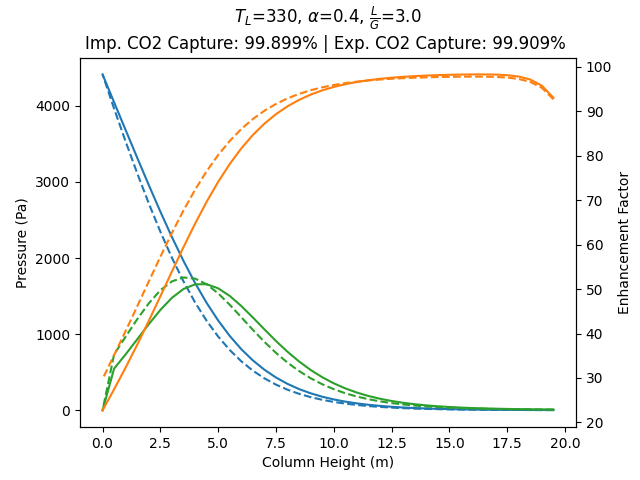 T_L=330, α=0.4, L/G=3.0
Imp. CO2 Capture: 99.899% | Exp. CO2 Capture: 99.909%
Pressure (Pa)
4000
3000
2000
1000
0
100
90
80
70
60
50
40
30
20
Enhancement Factor
0.0 2.5 5.0 7.5 10.0 12.5 15.0 17.5 20.0
Column Height (m)